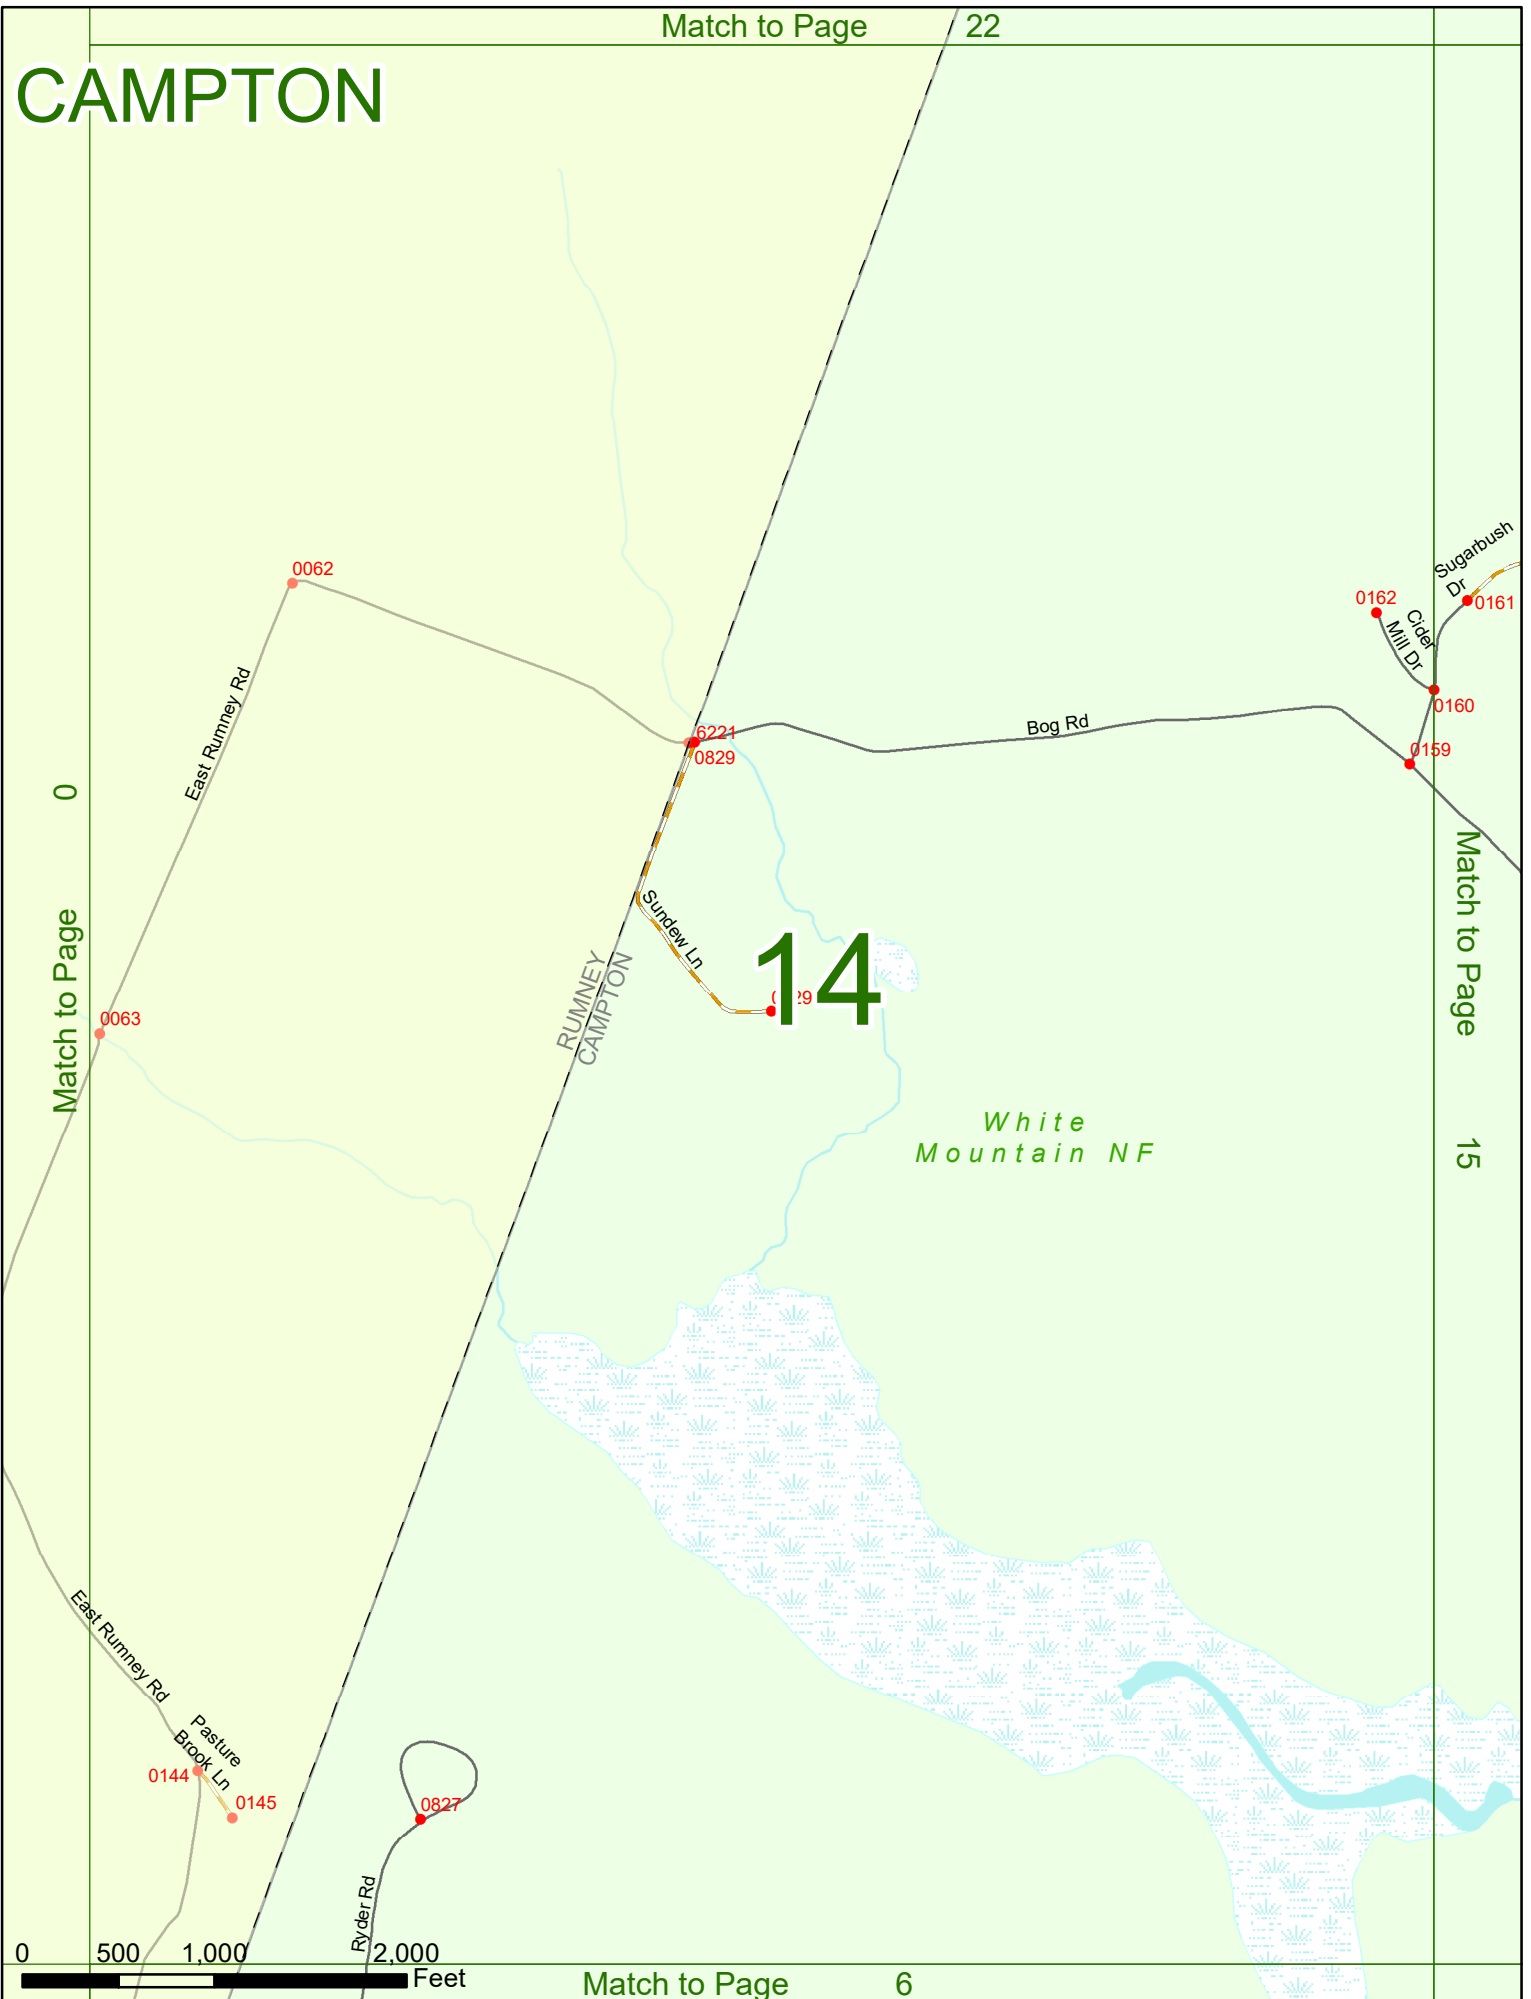 Match to Page 22
CAMPTON
0062
Sugarbush
Dr
0162
0161
Cider
Mill Dr
East Rumney Rd
0160
6221
Bog Rd
0829
0159
0
Match to Page
Match to Page
15
Sundew Ln
14
RUMNEY
CAMPTON
0063
White
Mountain NF
East Rumney Rd
Pasture
Brook Ln
0144
0145
0827
Ryder Rd
0 500 1,000 2,000
Feet
Match to Page 6